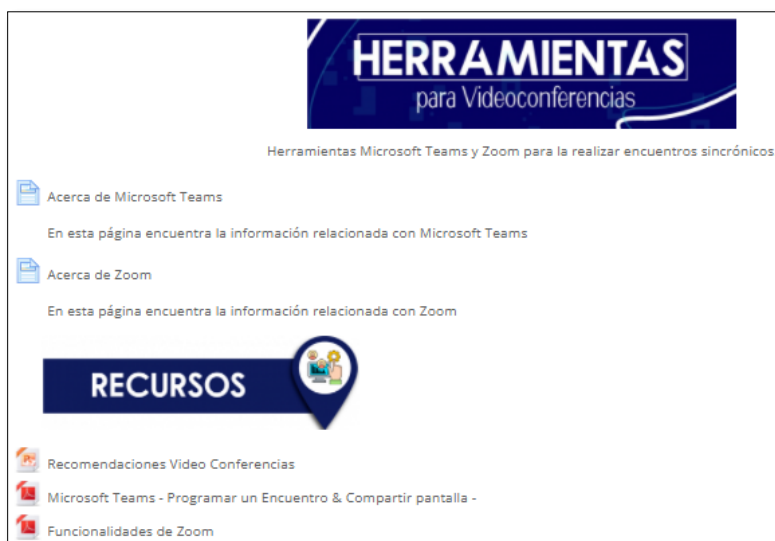 HERRAMIENTAS
para Videoconferencias
Herramientas Microsoft Teams y Zoom para la realizar encuentros sincrónicos
Acerca de Microsoft Teams
En esta página encuentra la información relacionada con Microsoft Teams
Acerca de Zoom
En esta página encuentra la información relacionada con Zoom
RECURSOS
Recomendaciones Video Conferencias
Microsoft Teams - Programar un Encuentro & Compartir pantalla -
Funcionalidades de Zoom